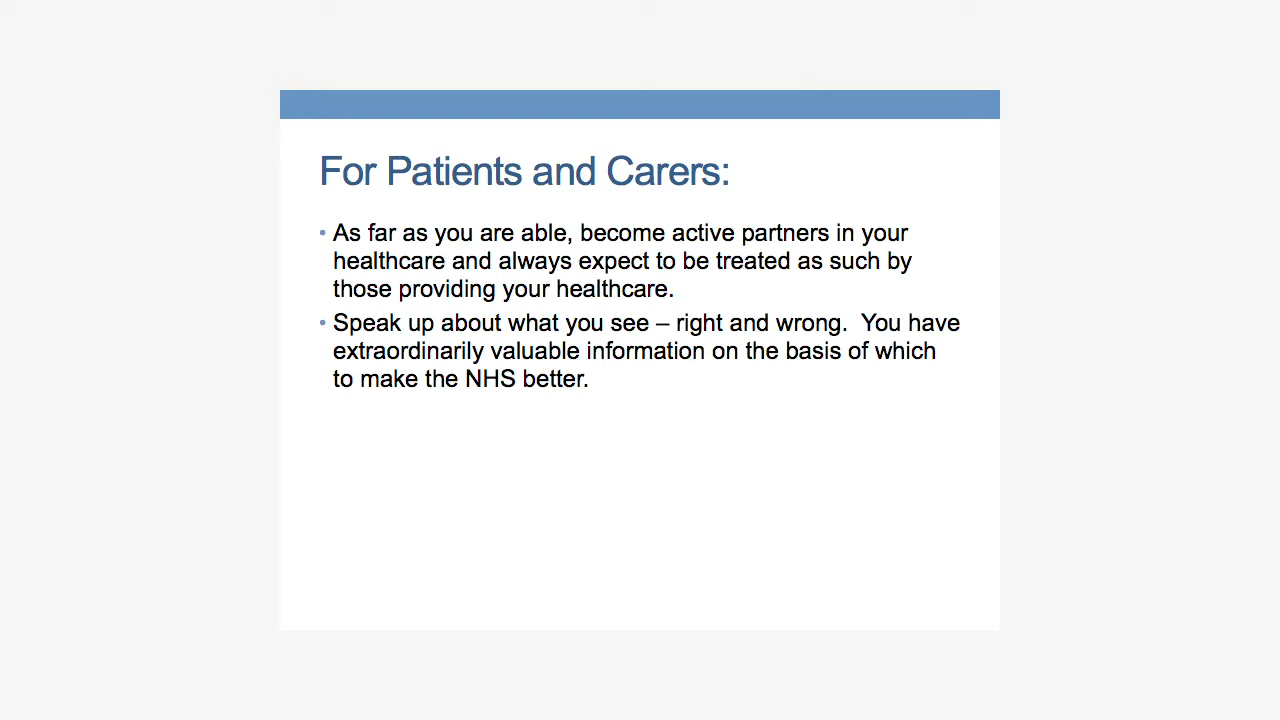 For Patients and Carers:
• As far as you are able, become active partners in your
healthcare and always expect to be treated as such by
those providing your healthcare.
• Speak up about what you see – right and wrong.  You have
extraordinarily valuable information on the basis of which
to make the NHS better.